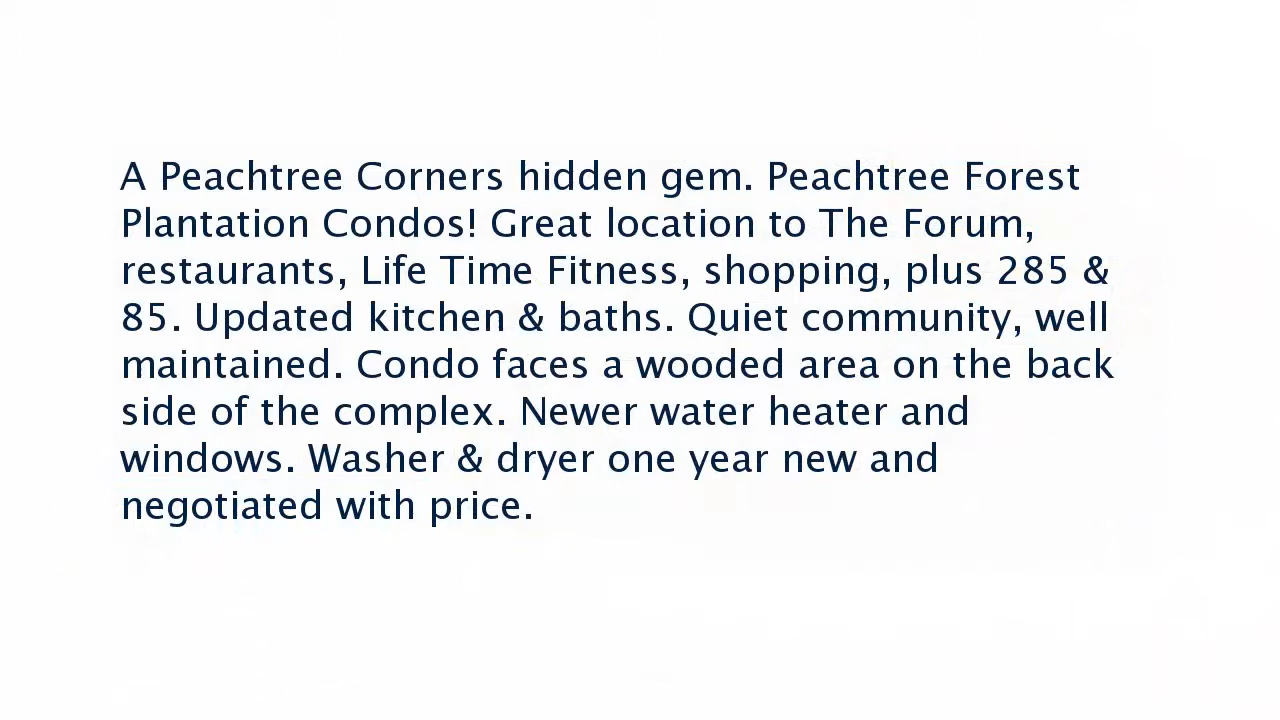 A Peachtree Corners hidden gem. Peachtree Forest
Plantation Condos! Great location to The Forum,
restaurants, Life Time Fitness, shopping, plus 285 &
85. Updated kitchen & baths. Quiet community, well
maintained. Condo faces a wooded area on the back
side of the complex. Newer water heater and
windows. Washer & dryer one year new and
negotiated with price.